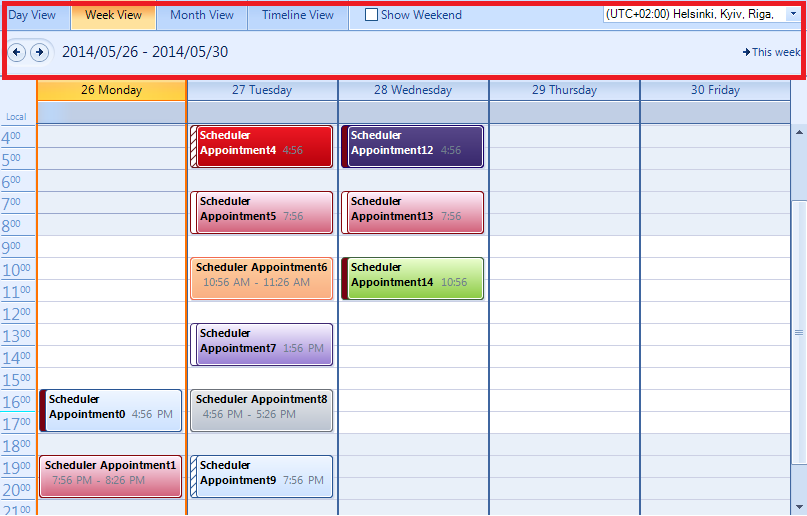 Day View Week View Month View Timeline View Show Weekend (UTC+02:00) Helsinki, Kyiv, Riga,
2014/05/26 - 2014/05/30 This week
26 Monday 27 Tuesday 28 Wednesday 29 Thursday 30 Friday
Local
4:00 Scheduler Scheduler
Appointment4 4:56 Appointment12 4:56
5:00
6:00
7:00 Scheduler Scheduler
Appointment5 7:56 Appointment13 7:56
8:00
9:00
10:00 Scheduler Appointment6 Scheduler
10:56 AM - 11:26 AM Appointment14 10:56
11:00
12:00
13:00 Scheduler
Appointment7 1:56 PM
14:00
15:00
16:00 Scheduler Scheduler Appointment8
Appointment0 4:56 PM 4:56 PM - 5:26 PM
17:00
18:00
19:00 Scheduler Appointment1 Scheduler
7:56 PM - 8:26 PM Appointment9 7:56 PM
20:00
21:00